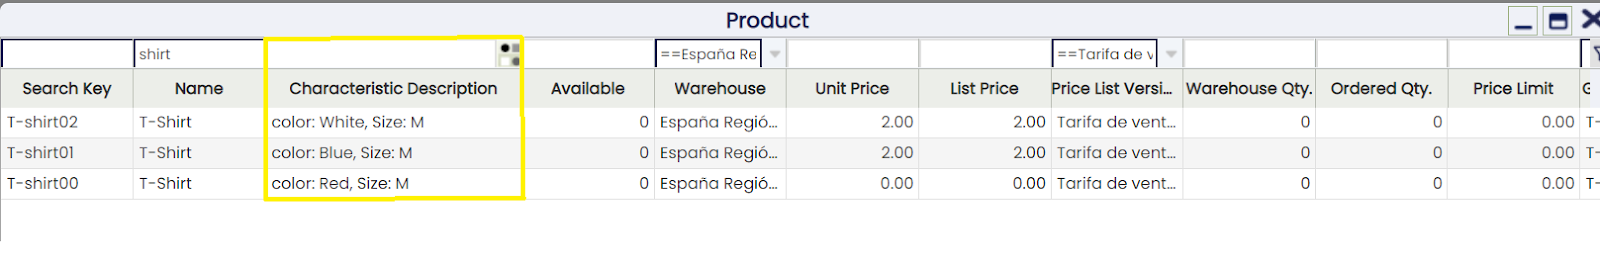 Product
shirt ==España Re ==Tarifa de v
Search Key Name Characteristic Description Available Warehouse Unit Price List Price Price List Versi... Warehouse Qty. Ordered Qty. Price Limit G
T-shirt02 T-Shirt color: White, Size: M 0 España Regió... 2.00 2.00 Tarifa de vent... 0 0 0.00 T-
T-shirt01 T-Shirt color: Blue, Size: M 0 España Regió... 2.00 2.00 Tarifa de vent... 0 0 0.00 T-
T-shirt00 T-Shirt color: Red, Size: M 0 España Regió... 0.00 0.00 Tarifa de vent... 0 0 0.00 T-